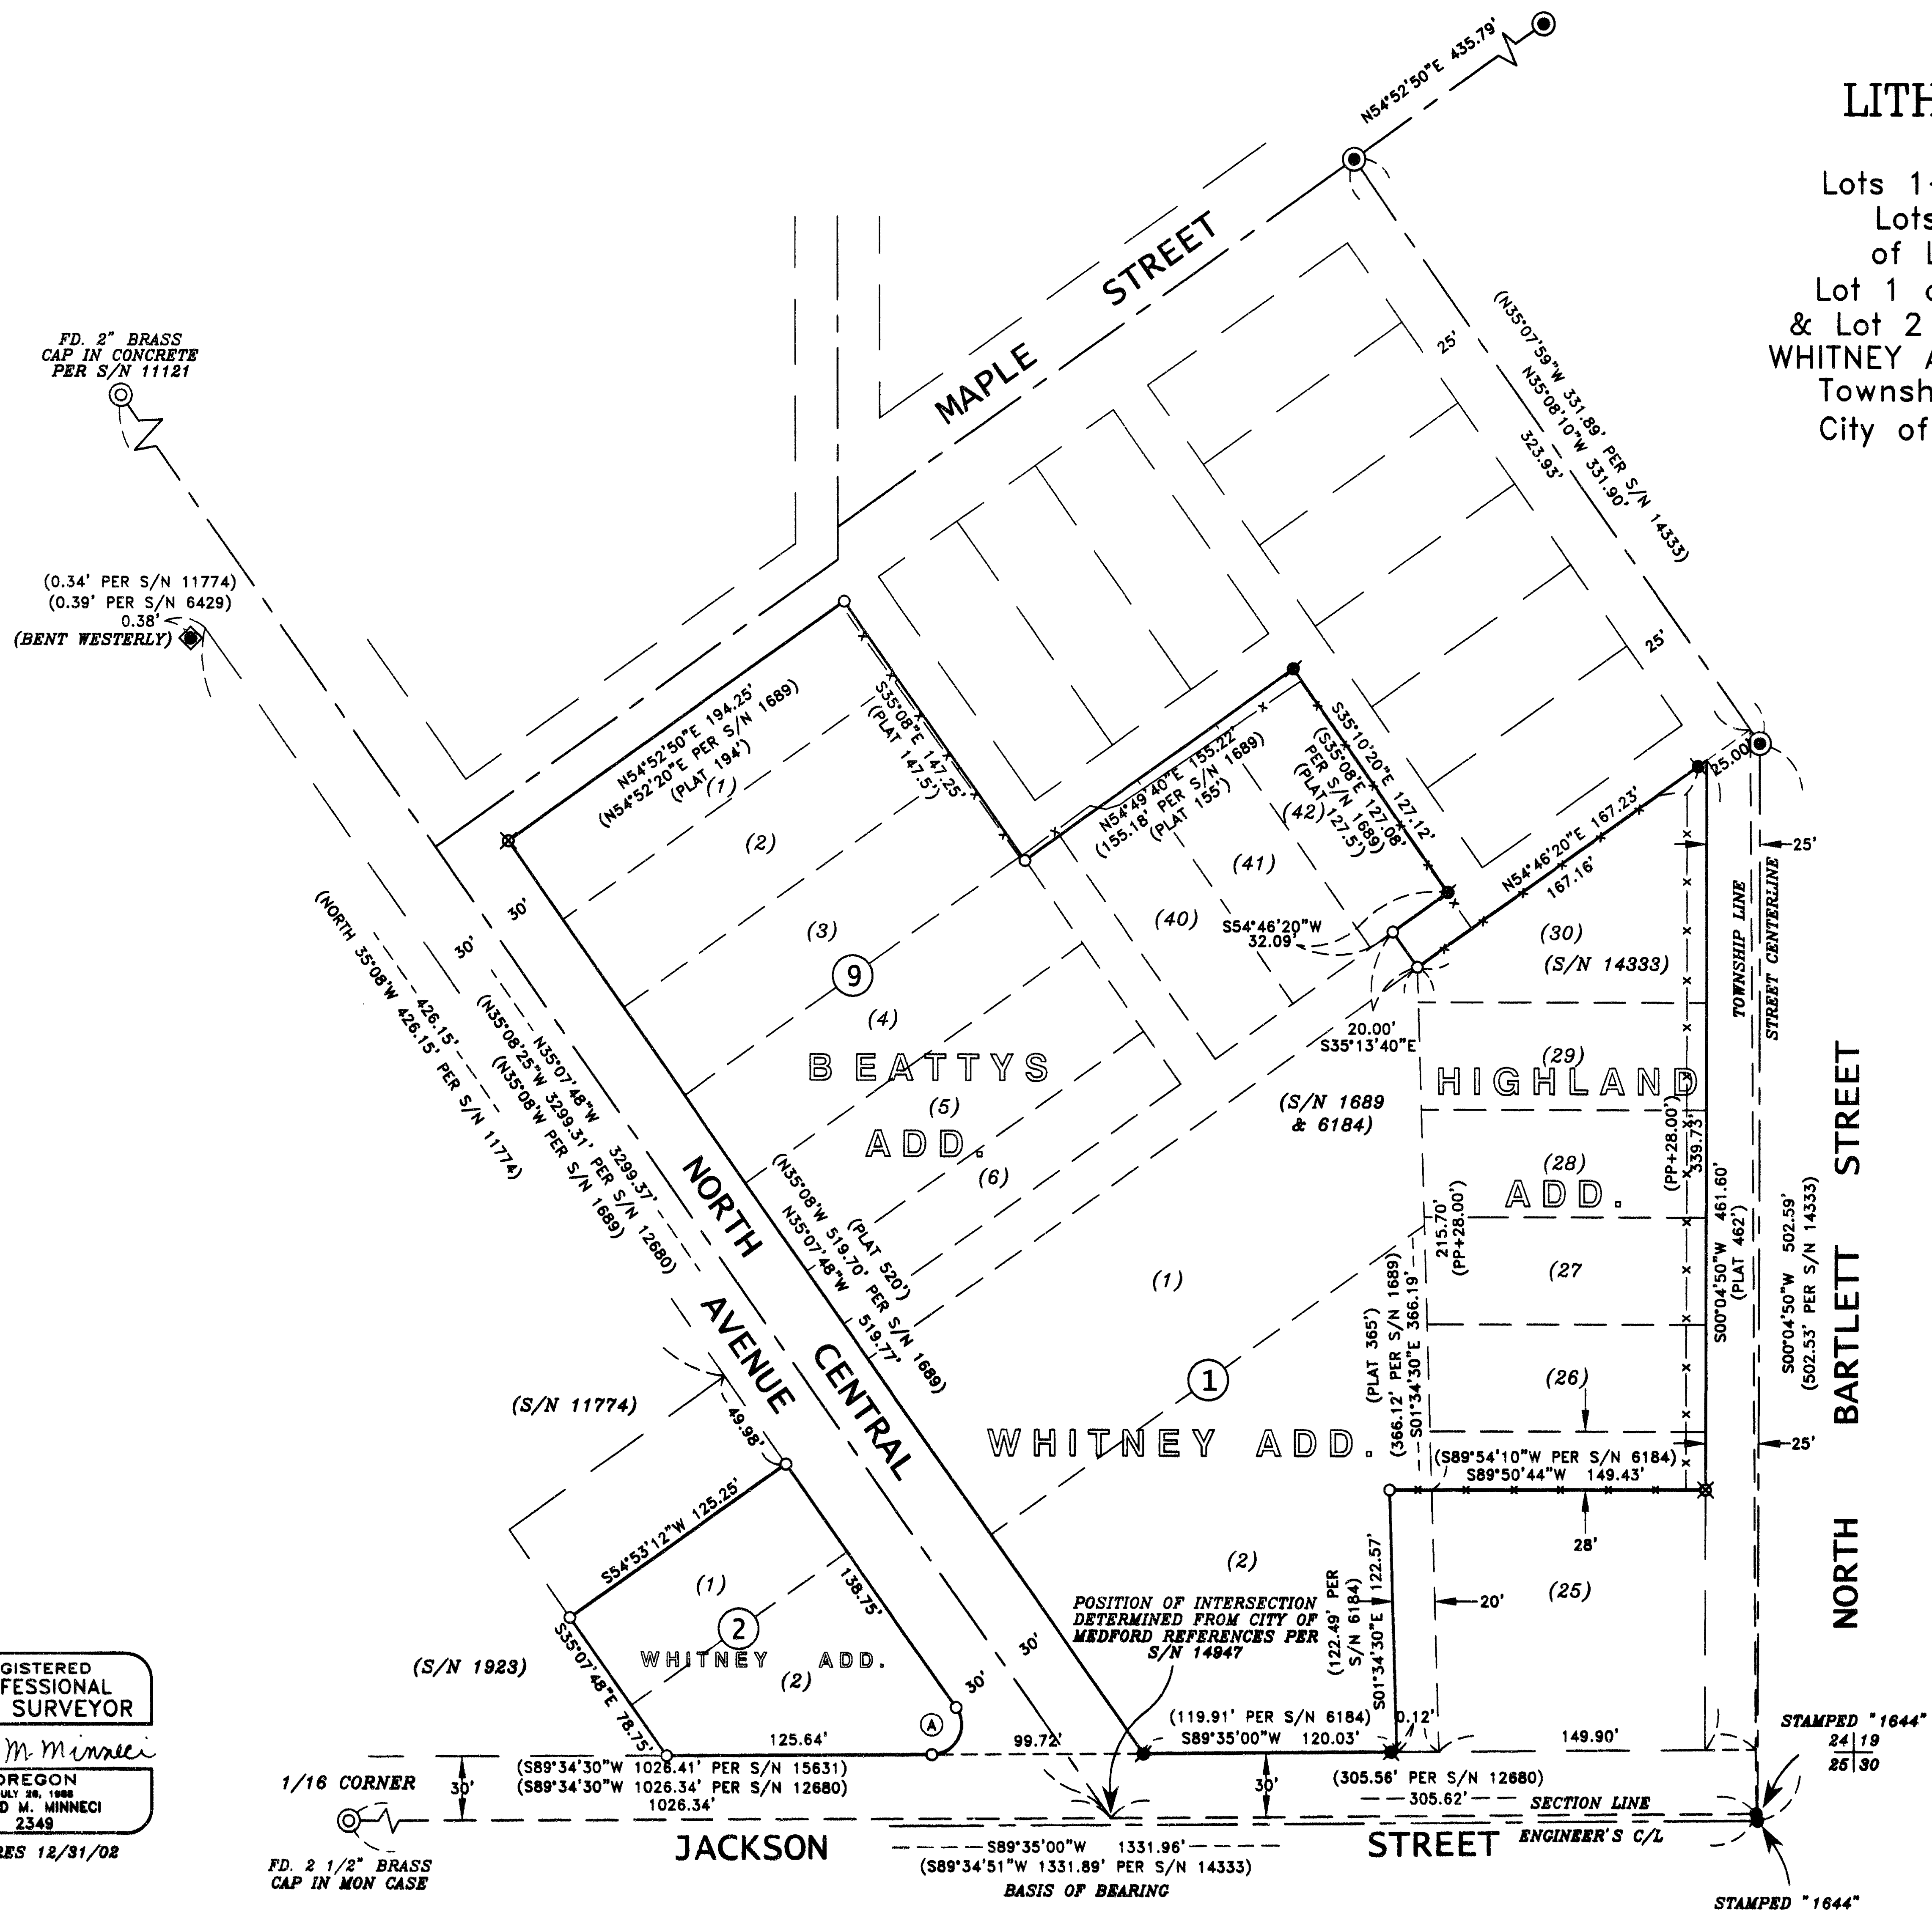 N54°52'50"E 435.79'
LITH
Lots 1-
Lots
of L
Lot 1 o
& Lot 2
WHITNEY A
Townsh
City of
MAPLE STREET
FD. 2" BRASS
CAP IN CONCRETE
PER S/N 11121
(0.34' PER S/N 11774)
(0.39' PER S/N 6429)
0.38'
(BENT WESTERLY)
25'
(N35°07'59"W 331.89' PER S/N 14333)
N35°08'10"W 331.90'
323.93'
25'
N54°52'50"E 194.25'
(N54°52'20"E PER S/N 1689)
(PLAT 194')
(1)
S35°08'E 147.25'
(PLAT 147.5')
N54°49'40"E 155.22'
(155.18' PER S/N 1689)
(PLAT 155')
S35°10'20"E 127.12'
(S35°08'E 127.08'
PER S/N 1689)
(PLAT 127.5')
(42)
25.00'
N54°46'20"E 167.23'
167.16'
25'
TOWNSHIP LINE
STREET CENTERLINE
(2)
(3)
9
(4)
(40)
(41)
S54°46'20"W
32.09'
(30)
(S/N 14333)
30'
30'
(NORTH 35°08'W 426.15' PER S/N 11774)
426.15'
N35°07'48"W 3299.37'
(N35°08'25"W 3299.31' PER S/N 12680)
(N35°08'W PER S/N 1689)
BEATTYS
(5)
ADD.
(6)
20.00'
S35°13'40"E
(S/N 1689
& 6184)
(29)
HIGHLAND
(28)
ADD.
(PP+28.00')
339.73'
215.70'
(PP+28.00')
S00°04'50"W 461.60'
(PLAT 462')
S00°04'50"W 502.59'
(502.53' PER S/N 14333)
NORTH BARTLETT STREET
(PLAT 520')
(N35°08'W 519.70' PER S/N 1689)
N35°07'48"W 519.77'
NORTH CENTRAL AVENUE
(1)
(27
(PLAT 365')
(366.12' PER S/N 1689)
S01°34'30"E 366.19'
1
(26)
WHITNEY ADD.
(S/N 11774)
49.98'
25'
(S89°54'10"W PER S/N 6184)
S89°50'44"W 149.43'
28'
S54°53'12"W 125.25'
(1)
138.75'
2
WHITNEY ADD.
(2)
S35°07'48"E 78.75'
(S/N 1923)
(2)
(25)
20'
(122.49' PER
S/N 6184)
S01°34'30"E 122.57'
POSITION OF INTERSECTION
DETERMINED FROM CITY OF
MEDFORD REFERENCES PER
S/N 14947
30'
30'
A
125.64'
99.72'
(119.91' PER S/N 6184)
S89°35'00"W 120.03'
0.12'
149.90'
STAMPED "1644"
24 19
25 30
GISTERED
FESSIONAL
SURVEYOR
M. Minneci
OREGON
JULY 26, 1988
D M. MINNECI
2349
RES 12/31/02
1/16 CORNER
30'
(S89°34'30"W 1026.41' PER S/N 15631)
(S89°34'30"W 1026.34' PER S/N 12680)
1026.34'
30'
(305.56' PER S/N 12680)
305.62'
SECTION LINE
ENGINEER'S C/L
JACKSON STREET
S89°35'00"W 1331.96'
(S89°34'51"W 1331.89' PER S/N 14333)
BASIS OF BEARING
FD. 2 1/2" BRASS
CAP IN MON CASE
STAMPED "1644"